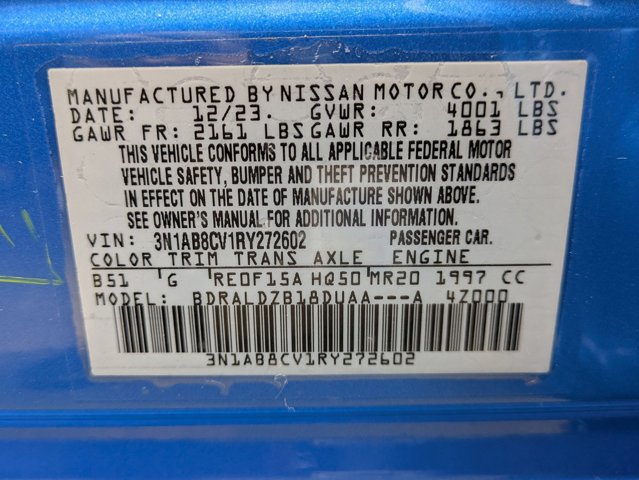 MANUFACTURED BY NISSAN MOTOR CO., LTD.
DATE: 12/23. GVWR: 4001 LBS
GAWR FR: 2161 LBS GAWR RR: 1863 LBS
THIS VEHICLE CONFORMS TO ALL APPLICABLE FEDERAL MOTOR
VEHICLE SAFETY, BUMPER AND THEFT PREVENTION STANDARDS
IN EFFECT ON THE DATE OF MANUFACTURE SHOWN ABOVE.
SEE OWNER'S MANUAL FOR ADDITIONAL INFORMATION.
VIN: 3N1AB8CV1RY272602 PASSENGER CAR.
COLOR TRIM TRANS AXLE ENGINE
B51 G RE0F15A HQ50 MR20 1997 CC
MODEL: BDRALDZB18DUAA---A 4Z000
3N1AB8CV1RY272602